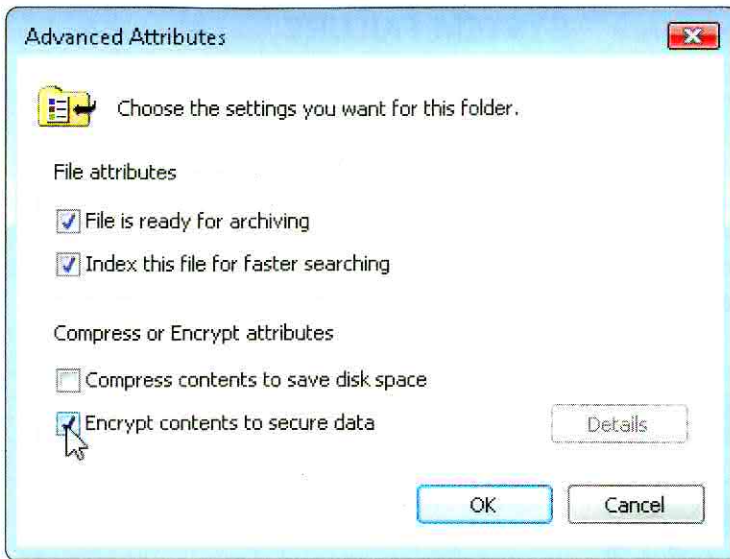 Advanced Attributes
Choose the settings you want for this folder.
File attributes
File is ready for archiving
Index this file for faster searching
Compress or Encrypt attributes
Compress contents to save disk space
Encrypt contents to secure data
Details
OK
Cancel